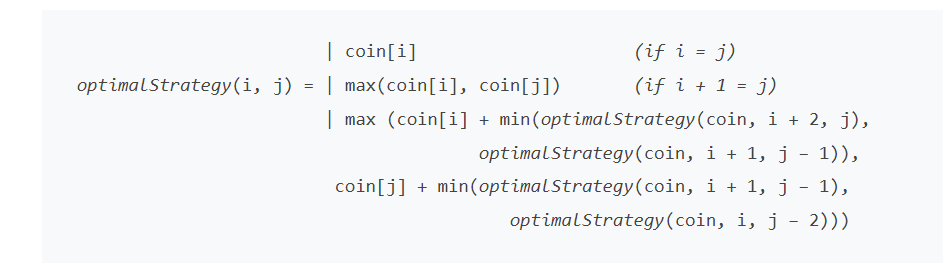 | coin[i] (if i = j)
optimalStrategy(i, j) = | max(coin[i], coin[j]) (if i + 1 = j)
| max (coin[i] + min(optimalStrategy(coin, i + 2, j),
optimalStrategy(coin, i + 1, j – 1)),
coin[j] + min(optimalStrategy(coin, i + 1, j – 1),
optimalStrategy(coin, i, j – 2)))